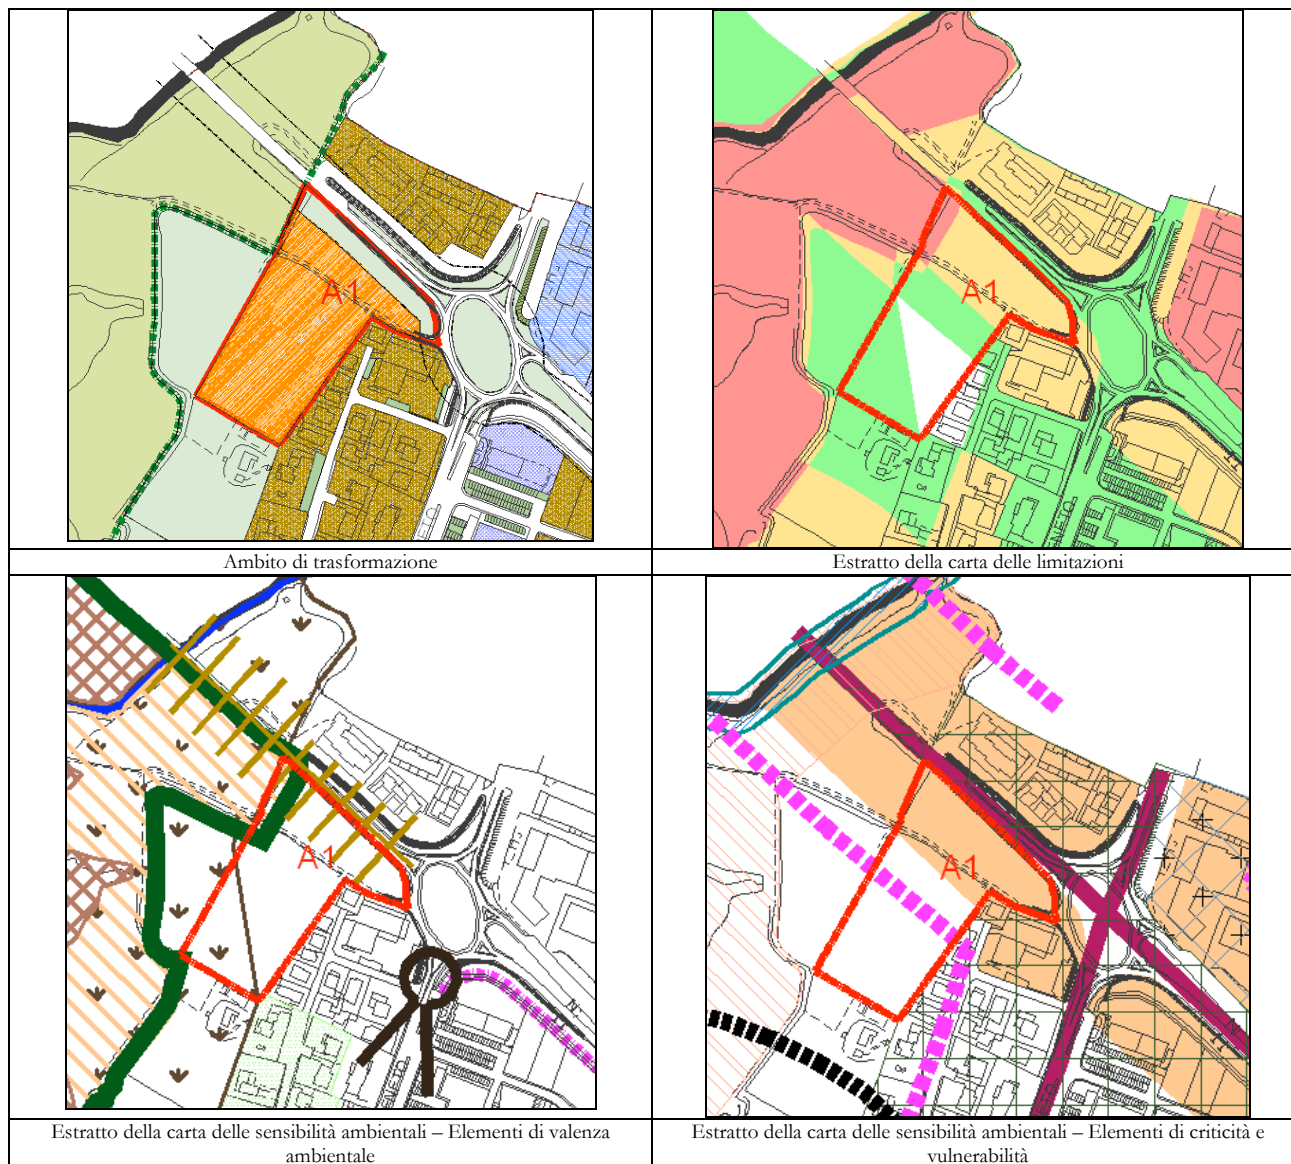 A1
A1
Ambito di trasformazione
Estratto della carta delle limitazioni
A1
A1
Estratto della carta delle sensibilità ambientali – Elementi di valenza
ambientale
Estratto della carta delle sensibilità ambientali – Elementi di criticità e
vulnerabilità